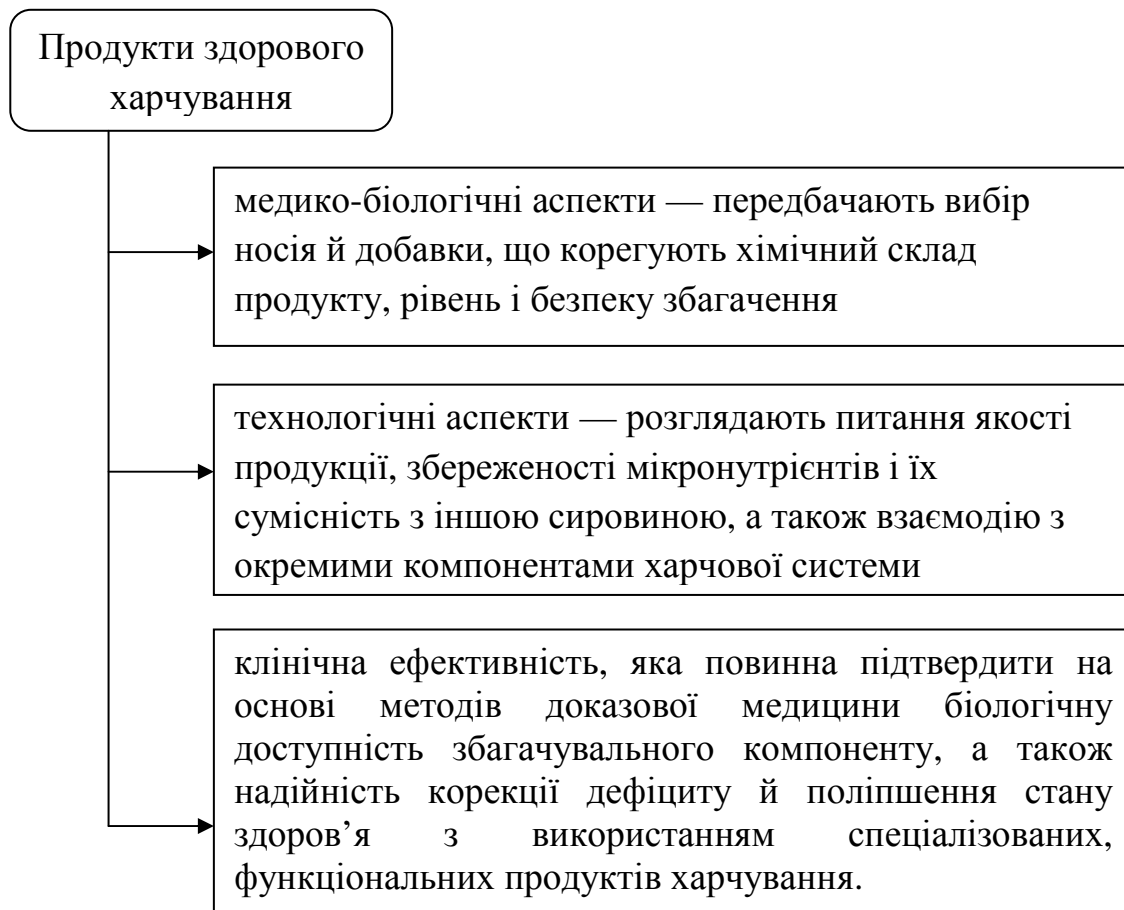 Продукти здорового
харчування
медико-біологічні аспекти — передбачають вибір
носія й добавки, що корегують хімічний склад
продукту, рівень і безпеку збагачення
технологічні аспекти — розглядають питання якості
продукції, збереженості мікронутрієнтів і їх
сумісність з іншою сировиною, а також взаємодію з
окремими компонентами харчової системи
клінічна ефективність, яка повинна підтвердити на
основі методів доказової медицини біологічну
доступність збагачувального компоненту, а також
надійність корекції дефіциту й поліпшення стану
здоров’я з використанням спеціалізованих,
функціональних продуктів харчування.